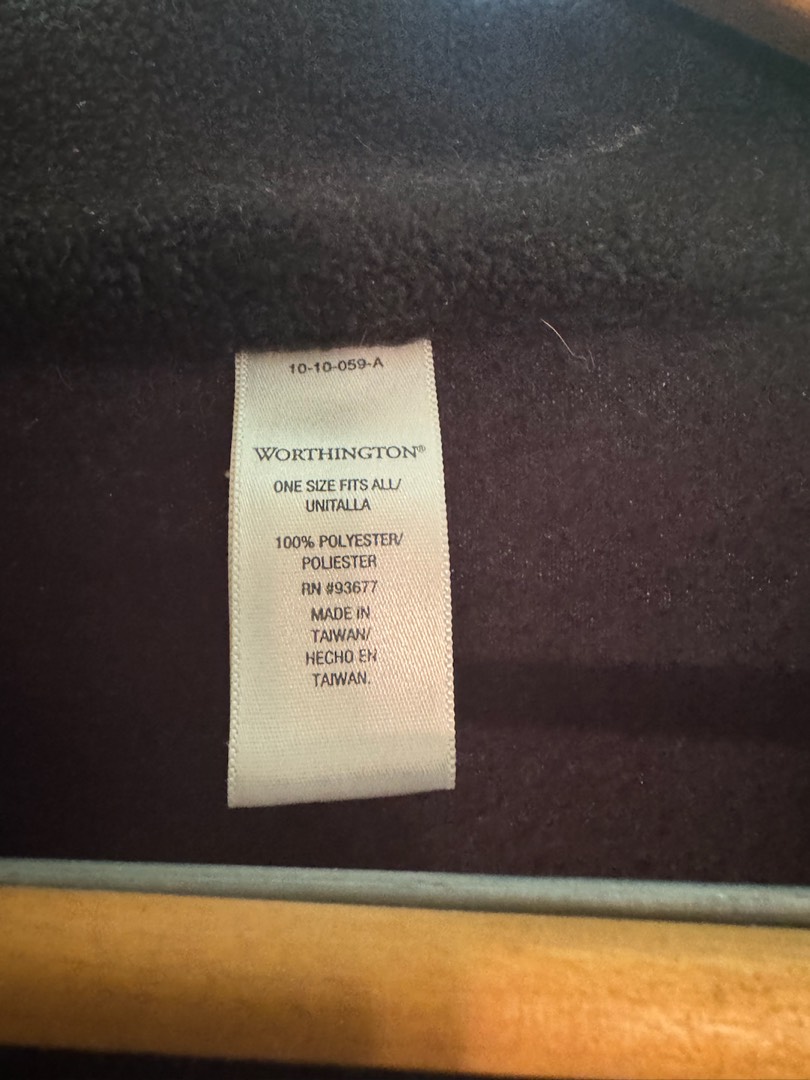 10-10-059-A
WORTHINGTON®
ONE SIZE FITS ALL/
UNITALLA
100% POLYESTER/
POLIESTER
RN #93677
MADE IN
TAIWAN/
HECHO EN
TAIWAN.